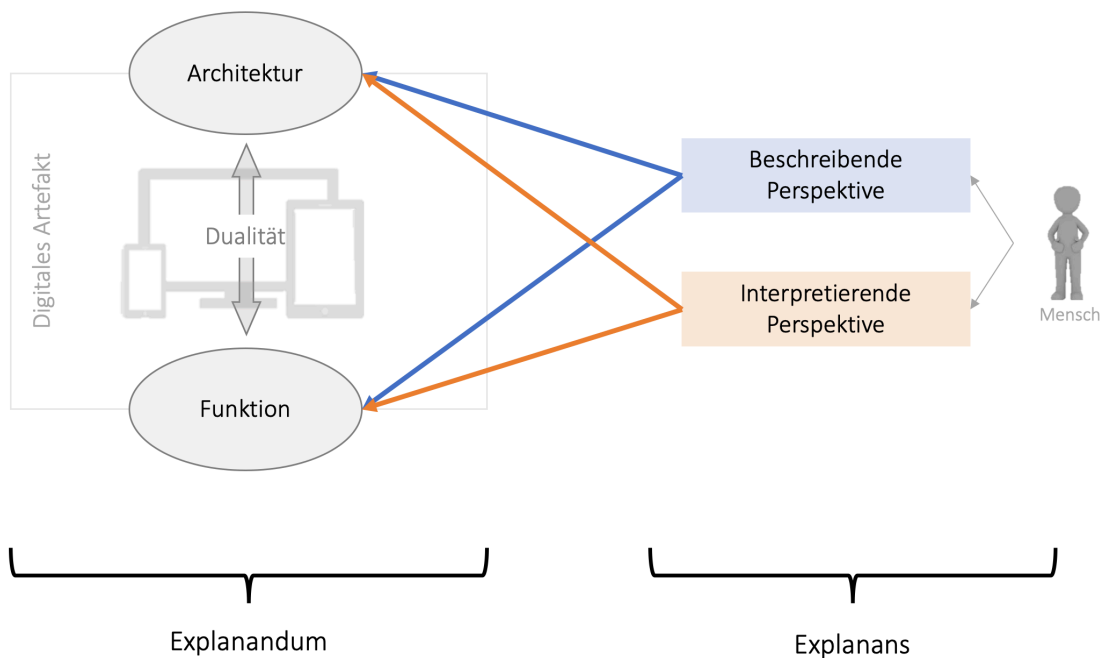 Architektur
Digitales Artefakt
Dualität
Funktion
Beschreibende
Perspektive
Interpretierende
Perspektive
Mensch
Explanandum
Explanans